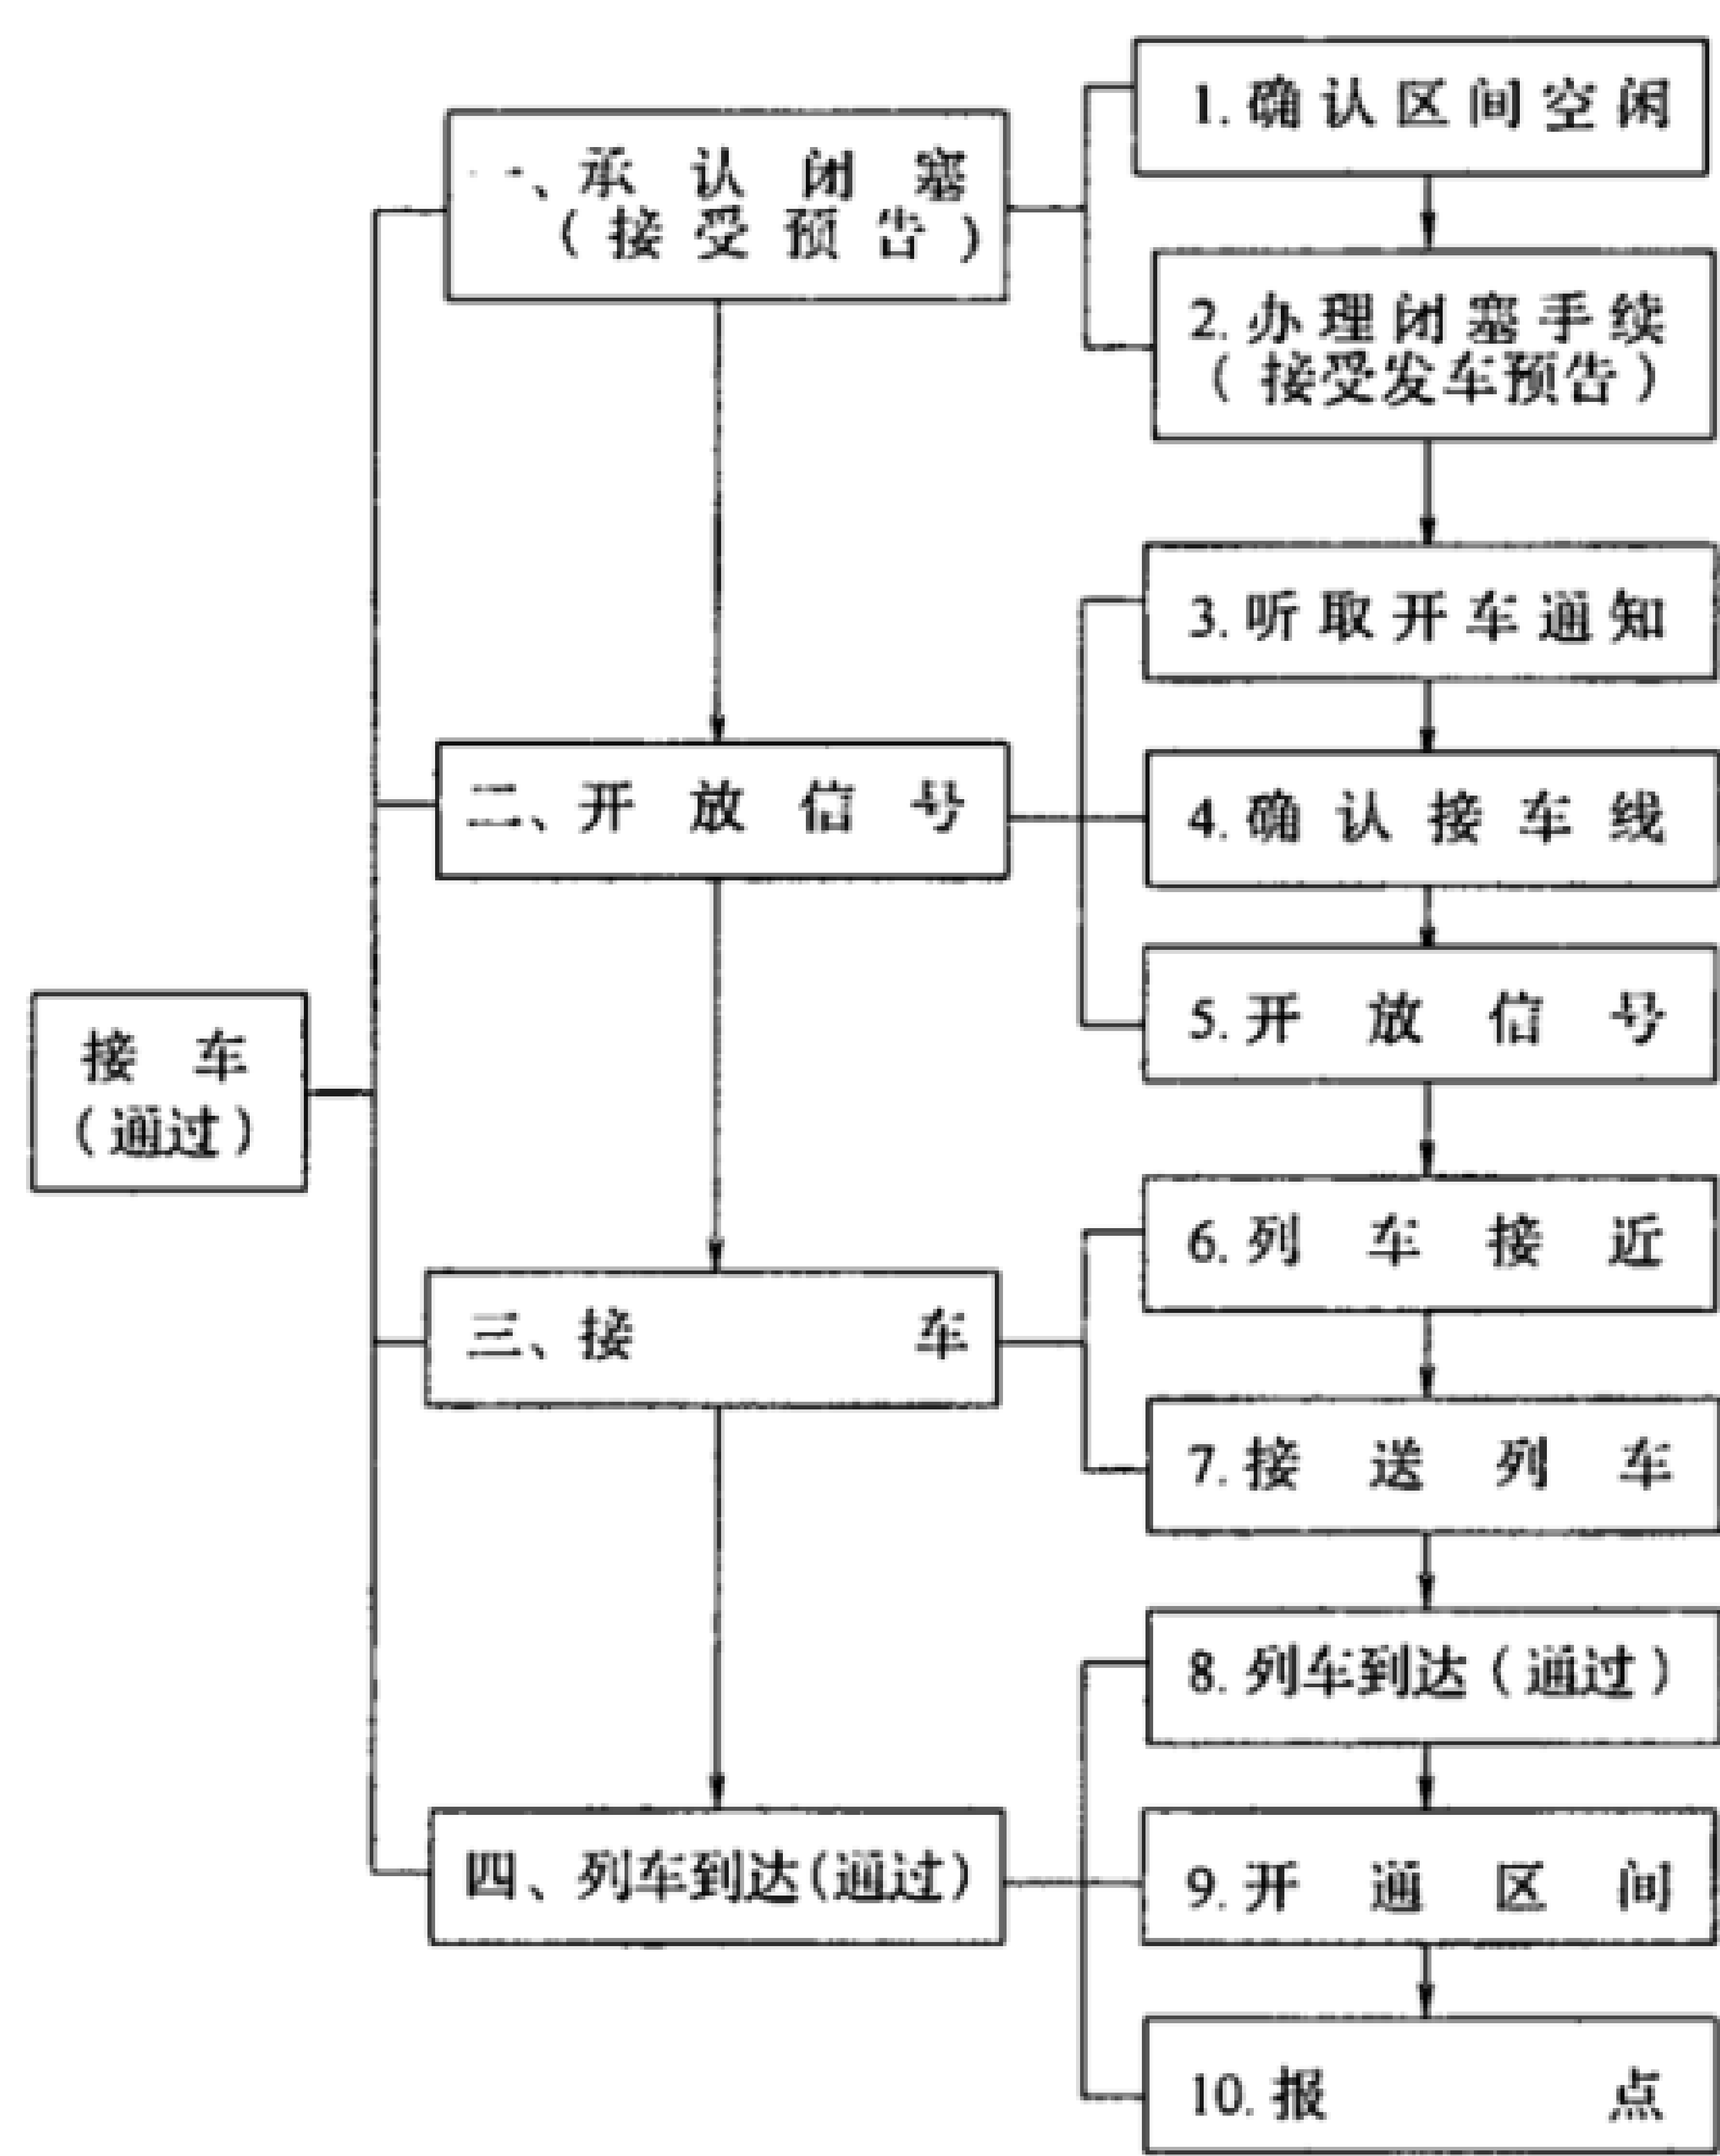 接车
（通过）
一、承认闭塞
（接受预告）
二、开放信号
三、接车
四、列车到达（通过）
1. 确认区间空闲
2. 办理闭塞手续
（接受发车预告）
3. 听取开车通知
4. 确认接车线
5. 开放信号
6. 列车接近
7. 接送列车
8. 列车到达（通过）
9. 开通区间
10. 报点